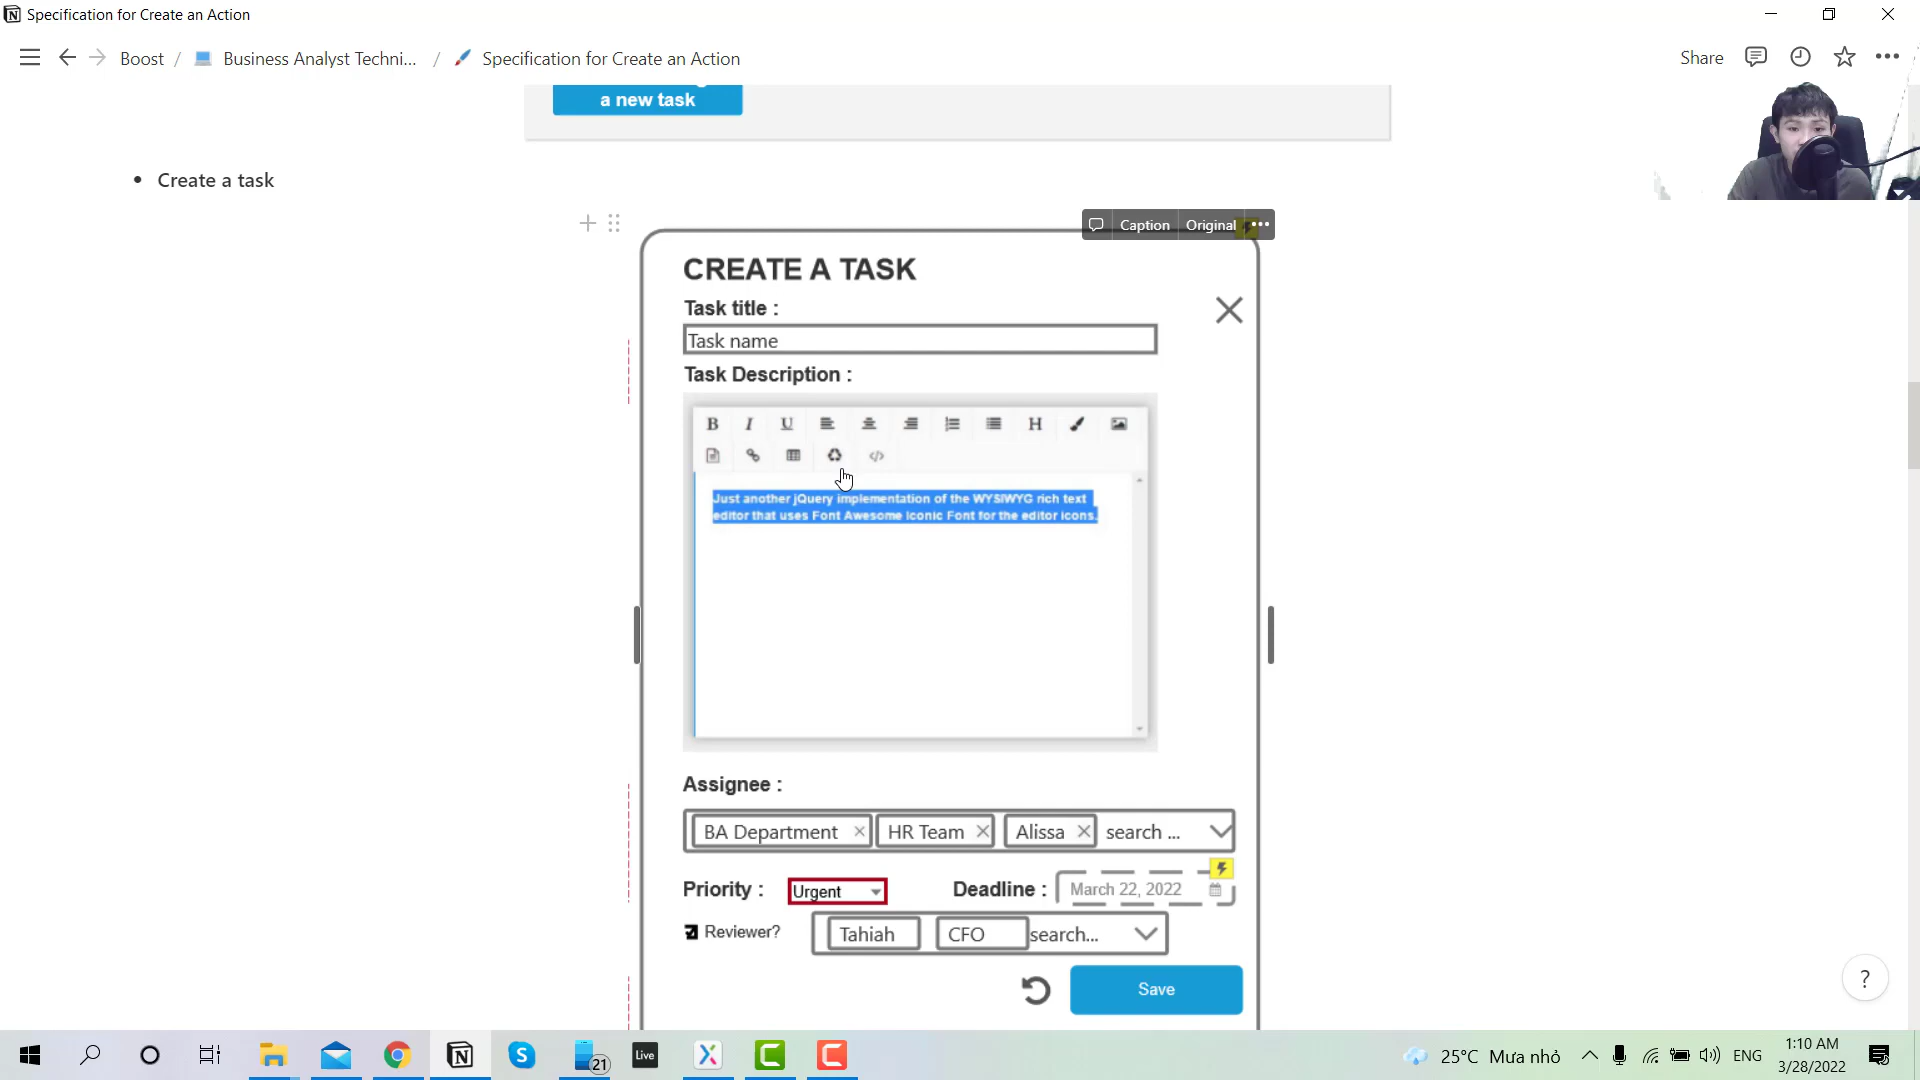 Specification for Create an Action
Boost / Business Analyst Techni... / Specification for Create an Action
Share
a new task
Create a task
Caption Original
CREATE A TASK
Task title :
Task name
Task Description :
B I U H
Just another jQuery implementation of the WYSIWYG rich text
editor that uses Font Awesome Iconic Font for the editor icons.
Assignee :
BA Department × HR Team × Alissa × search ...
Priority : Urgent Deadline : March 22, 2022
Reviewer? Tahiah CFO search...
Save
?
21
Live
25°C Mưa nhỏ
ENG
1:10 AM
3/28/2022